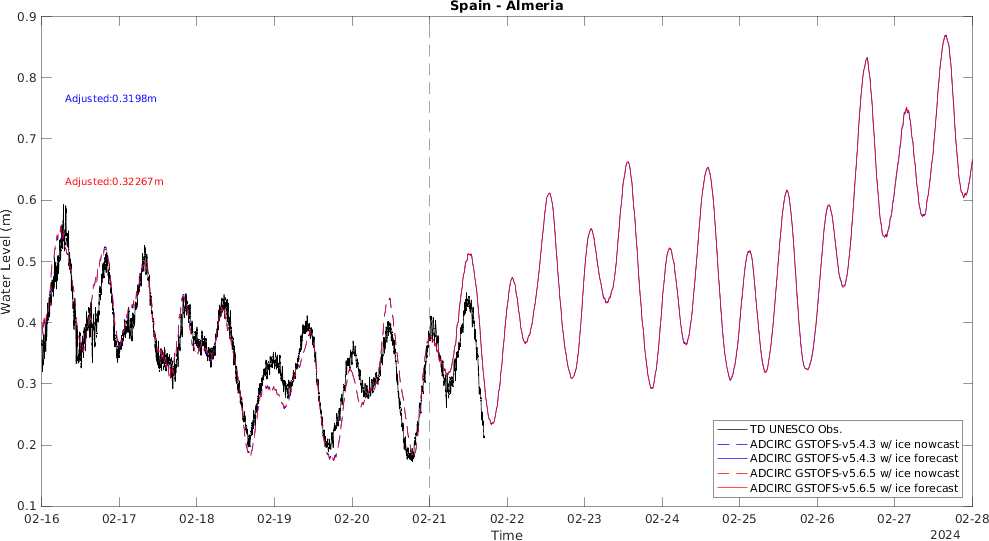 Spain - Almeria
0.9
0.8
0.7
0.6
0.5
0.4
0.3
0.2
0.1
Water Level (m)
Adjusted:0.3198m
Adjusted:0.32267m
TD UNESCO Obs.
ADCIRC GSTOFS-v5.4.3 w/ ice nowcast
ADCIRC GSTOFS-v5.4.3 w/ ice forecast
ADCIRC GSTOFS-v5.6.5 w/ ice nowcast
ADCIRC GSTOFS-v5.6.5 w/ ice forecast
02-16 02-17 02-18 02-19 02-20 02-21 02-22 02-23 02-24 02-25 02-26 02-27 02-28
Time
2024